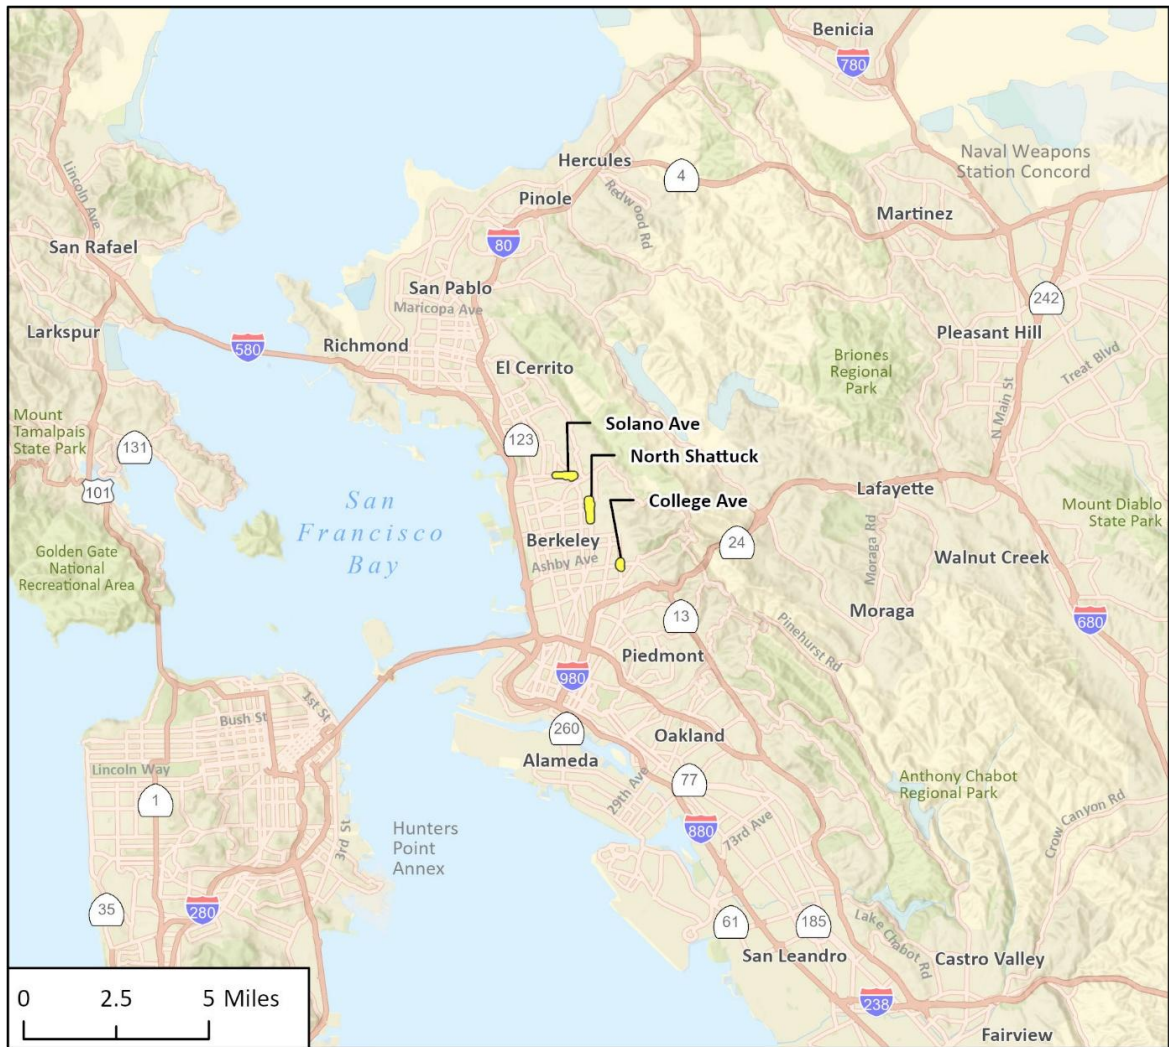 Benicia
780
Naval Weapons
Station Concord
Hercules
4
Lincoln Ave
Pinole
Redwood Rd
Martinez
San Rafael
80
San Pablo
Maricopa Ave
242
Larkspur
580
Richmond
Pleasant Hill
El Cerrito
Briones
Regional
Park
Treat Blvd
Mount
Tamalpais
State Park
131
123
Solano Ave
N Main St
North Shattuck
101
San
Francisco
Bay
College Ave
Lafayette
Mount Diablo
State Park
Golden Gate
National
Recreational Area
Berkeley
Ashby Ave
24
Moraga Rd
Walnut Creek
13
Moraga
680
Pinehurst Rd
Piedmont
980
Bush St
1st St
260
Oakland
Alameda
Lincoln Way
1
29th Ave
77
Anthony Chabot
Regional Park
880
73rd Ave
Crow Canyon Rd
Hunters
Point
Annex
3rd St
35
280
61
185
Lake Chabot Rd
San Leandro
Castro Valley
238
Fairview
0 2.5 5 Miles